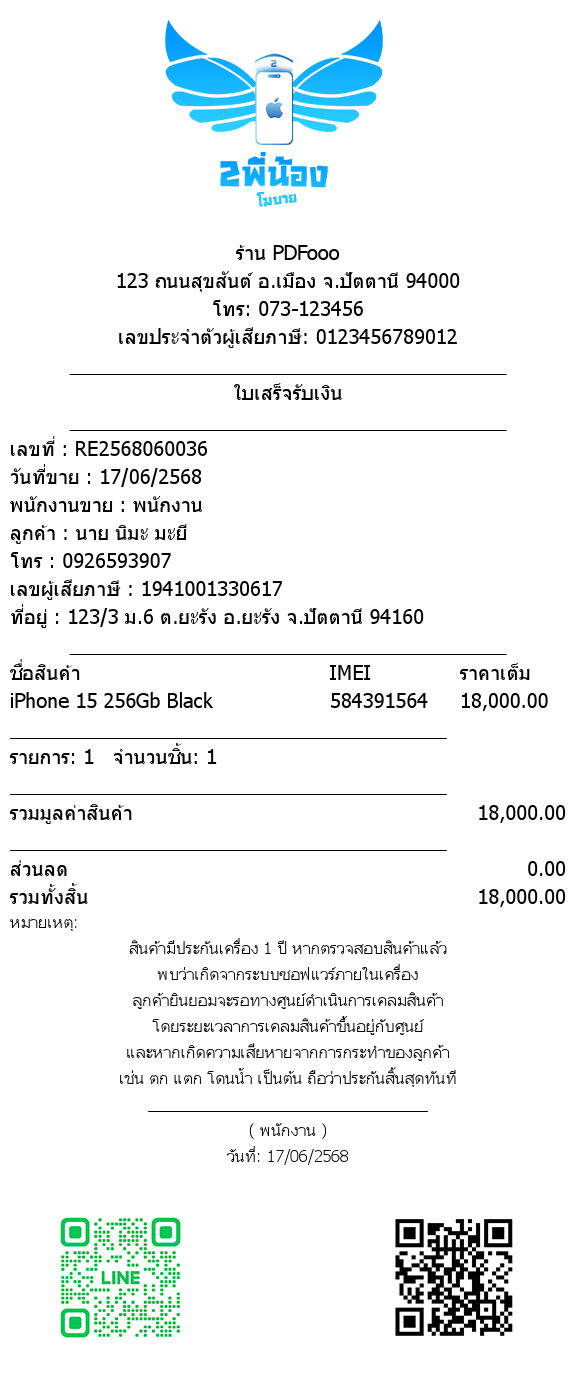 2
2พี่น้อง
โมบาย
ร้าน PDFooo
123 ถนนสุขสันต์ อ.เมือง จ.ปัตตานี 94000
โทร: 073-123456
เลขประจำตัวผู้เสียภาษี: 0123456789012
ใบเสร็จรับเงิน
เลขที่ : RE2568060036
วันที่ขาย : 17/06/2568
พนักงานขาย : พนักงาน
ลูกค้า : นาย นิมะ มะยี
โทร : 0926593907
เลขผู้เสียภาษี : 1941001330617
ที่อยู่ : 123/3 ม.6 ต.ยะรัง อ.ยะรัง จ.ปัตตานี 94160
ชื่อสินค้า IMEI ราคาเต็ม
iPhone 15 256Gb Black 584391564 18,000.00
รายการ: 1 จำนวนชิ้น: 1
รวมมูลค่าสินค้า 18,000.00
ส่วนลด 0.00
รวมทั้งสิ้น 18,000.00
หมายเหตุ:
สินค้ามีประกันเครื่อง 1 ปี หากตรวจสอบสินค้าแล้ว
พบว่าเกิดจากระบบซอฟแวร์ภายในเครื่อง
ลูกค้ายินยอมจะรอทางศูนย์ดำเนินการเคลมสินค้า
โดยระยะเวลาการเคลมสินค้าขึ้นอยู่กับศูนย์
และหากเกิดความเสียหายจากการกระทำของลูกค้า
เช่น ตก แตก โดนน้ำ เป็นต้น ถือว่าประกันสิ้นสุดทันที
( พนักงาน )
วันที่: 17/06/2568
LINE